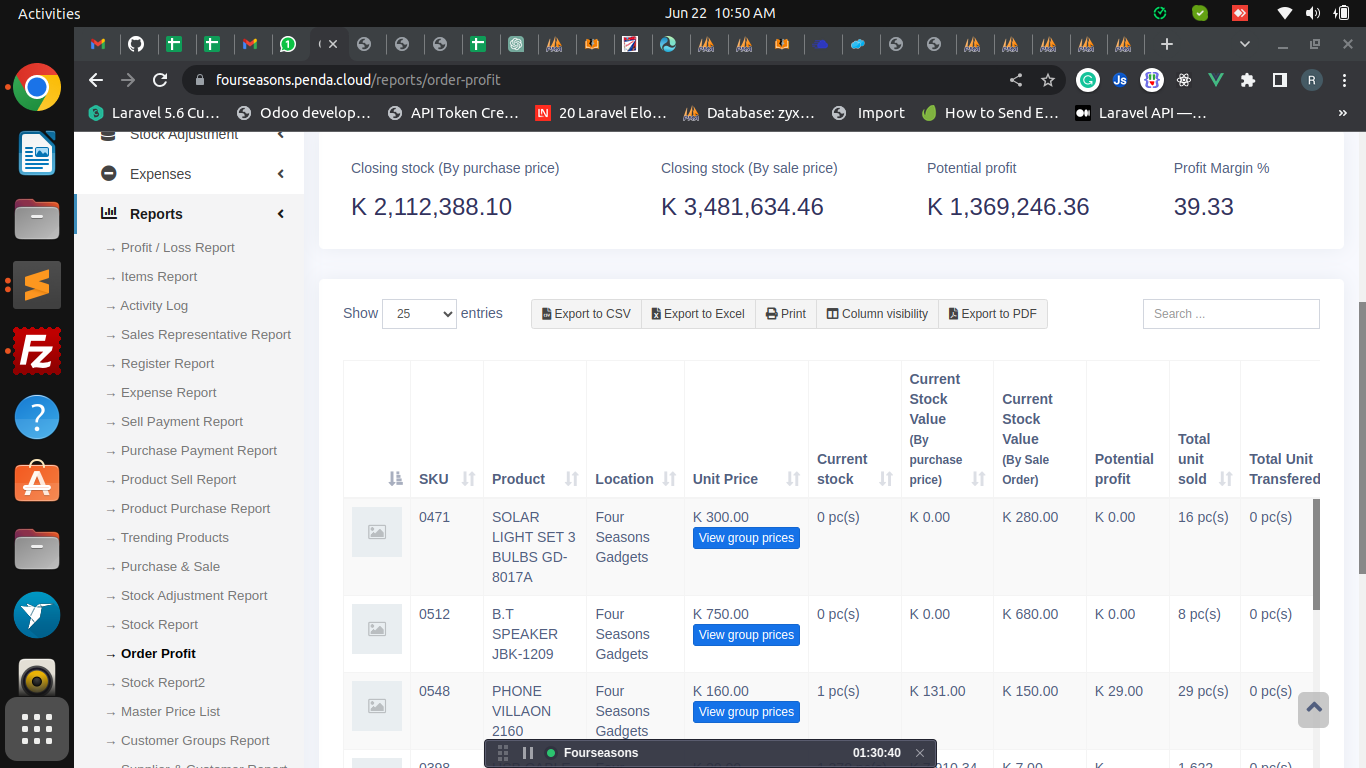 Activities
Jun 22 10:50 AM
fourseasons.penda.cloud/reports/order-profit
R
Laravel 5.6 Cu…
Odoo develop…
API Token Cre…
20 Laravel Elo…
Database: zyx…
Import
How to Send E…
Laravel API —…
»
Stock Adjustment
Expenses
Reports
→ Profit / Loss Report
→ Items Report
→ Activity Log
→ Sales Representative Report
→ Register Report
→ Expense Report
→ Sell Payment Report
→ Purchase Payment Report
→ Product Sell Report
→ Product Purchase Report
→ Trending Products
→ Purchase & Sale
→ Stock Adjustment Report
→ Stock Report
→ Order Profit
→ Stock Report2
→ Master Price List
→ Customer Groups Report
→ Supplier & Customer Report
Closing stock (By purchase price)
K 2,112,388.10
Closing stock (By sale price)
K 3,481,634.46
Potential profit
K 1,369,246.36
Profit Margin %
39.33
Show 25 entries
Export to CSV
Export to Excel
Print
Column visibility
Export to PDF
Search ...
SKU
Product
Location
Unit Price
Current
stock
Current
Stock
Value
(By
purchase
price)
Current
Stock
Value
(By Sale
Order)
Potential
profit
Total
unit
sold
Total Unit
Transfered
0471
SOLAR
LIGHT SET 3
BULBS GD-
8017A
Four
Seasons
Gadgets
K 300.00
View group prices
0 pc(s)
K 0.00
K 280.00
K 0.00
16 pc(s)
0 pc(s)
0512
B.T
SPEAKER
JBK-1209
Four
Seasons
Gadgets
K 750.00
View group prices
0 pc(s)
K 0.00
K 680.00
K 0.00
8 pc(s)
0 pc(s)
0548
PHONE
VILLAON
2160
Four
Seasons
Gadgets
K 160.00
View group prices
1 pc(s)
K 131.00
K 150.00
K 29.00
29 pc(s)
0 pc(s)
0398
K 7.00
K
1,622
0 pc(s)
Fourseasons
01:30:40